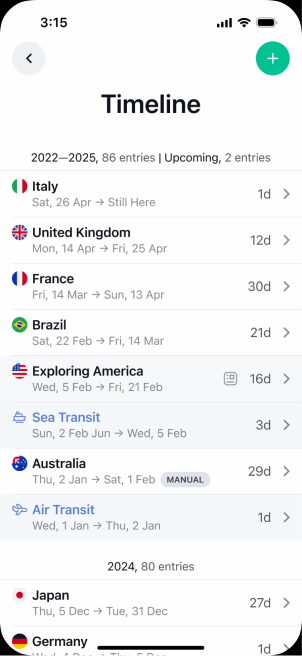 3:15
Timeline
2022—2025, 86 entries | Upcoming, 2 entries
Italy
Sat, 26 Apr → Still Here
1d
United Kingdom
Mon, 14 Apr → Fri, 25 Apr
12d
France
Fri, 14 Mar → Sun, 13 Apr
30d
Brazil
Sat, 22 Feb → Fri, 14 Mar
21d
Exploring America
Wed, 5 Feb → Fri, 21 Feb
16d
Sea Transit
Sun, 2 Feb Jun → Wed, 5 Feb
3d
Australia
Thu, 2 Jan → Sat, 1 Feb MANUAL
29d
Air Transit
Wed, 1 Jan → Thu, 2 Jan
1d
2024, 80 entries
Japan
Thu, 5 Dec → Tue, 31 Dec
27d
Germany
1d